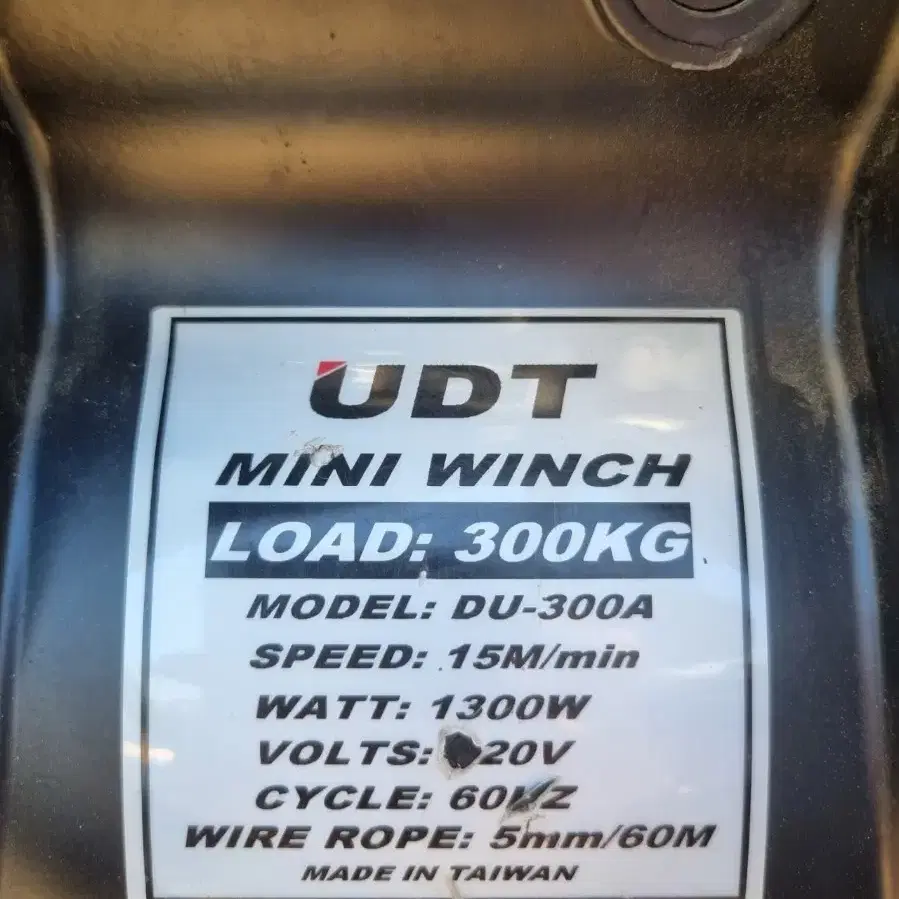 UDT
MINI WINCH
LOAD: 300KG
MODEL: DU-300A
SPEED: 15M/min
WATT: 1300W
VOLTS:
CYCLE: 60HZ
WIRE ROPE: 5mm/60M
MADE IN TAIWAN